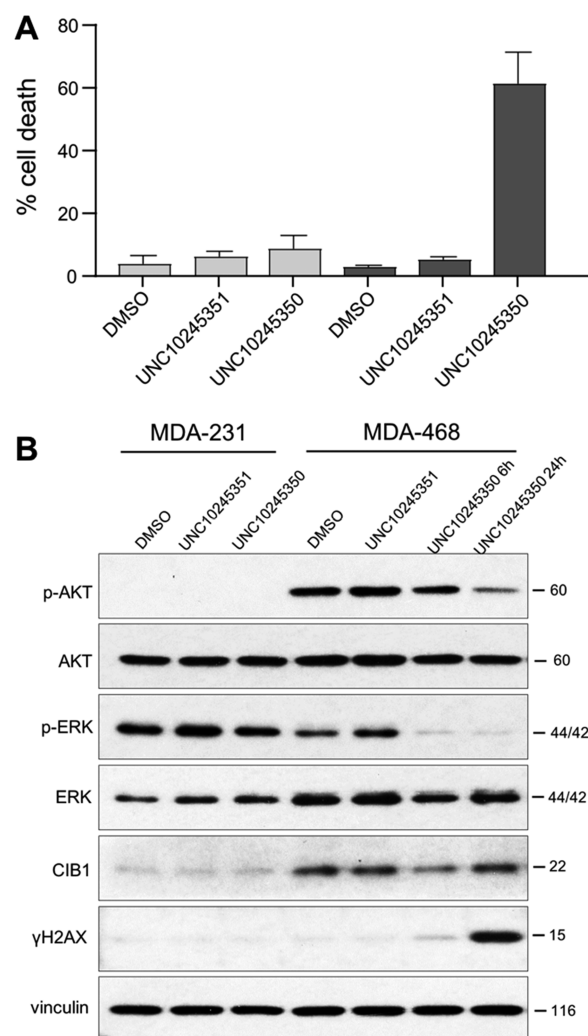 A
% cell death
80
60
40
20
0
DMSO
UNC10245351
UNC10245350
DMSO
UNC10245351
UNC10245350
B
MDA-231
MDA-468
DMSO
UNC10245351
UNC10245350
DMSO
UNC10245351
UNC10245350 6h
UNC10245350 24h
p-AKT
60
AKT
60
p-ERK
44/42
ERK
44/42
CIB1
22
γH2AX
15
vinculin
116